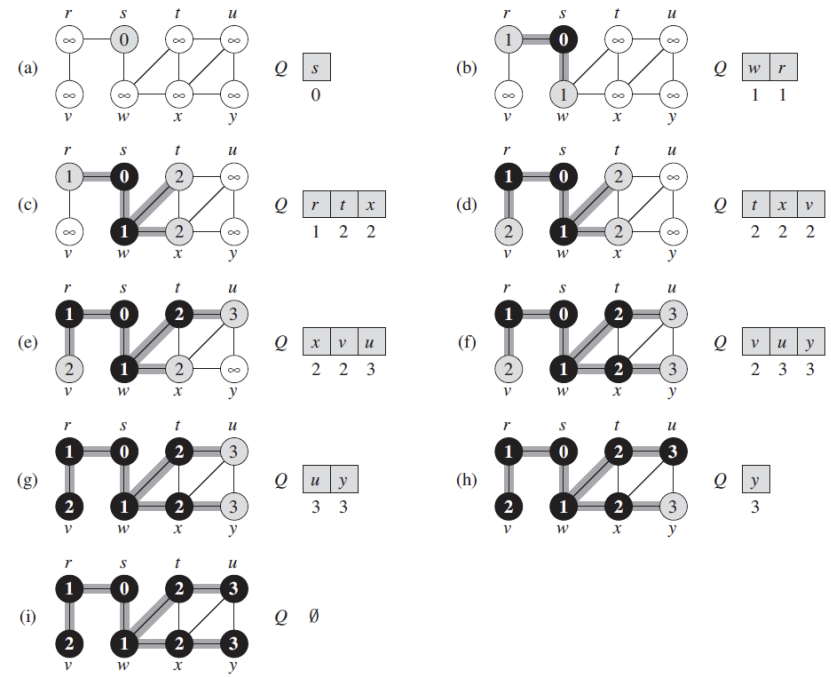 r s t u
∞ 0 ∞ ∞
(a) Q s
0
∞ ∞ ∞ ∞
v w x y
r s t u
1 0 ∞ ∞
(b) Q w r
1 1
∞ 1 ∞ ∞
v w x y
r s t u
1 0 2 ∞
(c) Q r t x
1 2 2
∞ 1 2 ∞
v w x y
r s t u
1 0 2 ∞
(d) Q t x v
2 2 2
2 1 2 ∞
v w x y
r s t u
1 0 2 3
(e) Q x v u
2 2 3
2 1 2 ∞
v w x y
r s t u
1 0 2 3
(f) Q v u y
2 3 3
2 1 2 3
v w x y
r s t u
1 0 2 3
(g) Q u y
3 3
2 1 2 3
v w x y
r s t u
1 0 2 3
(h) Q y
3
2 1 2 3
v w x y
r s t u
1 0 2 3
(i) Q ∅
2 1 2 3
v w x y